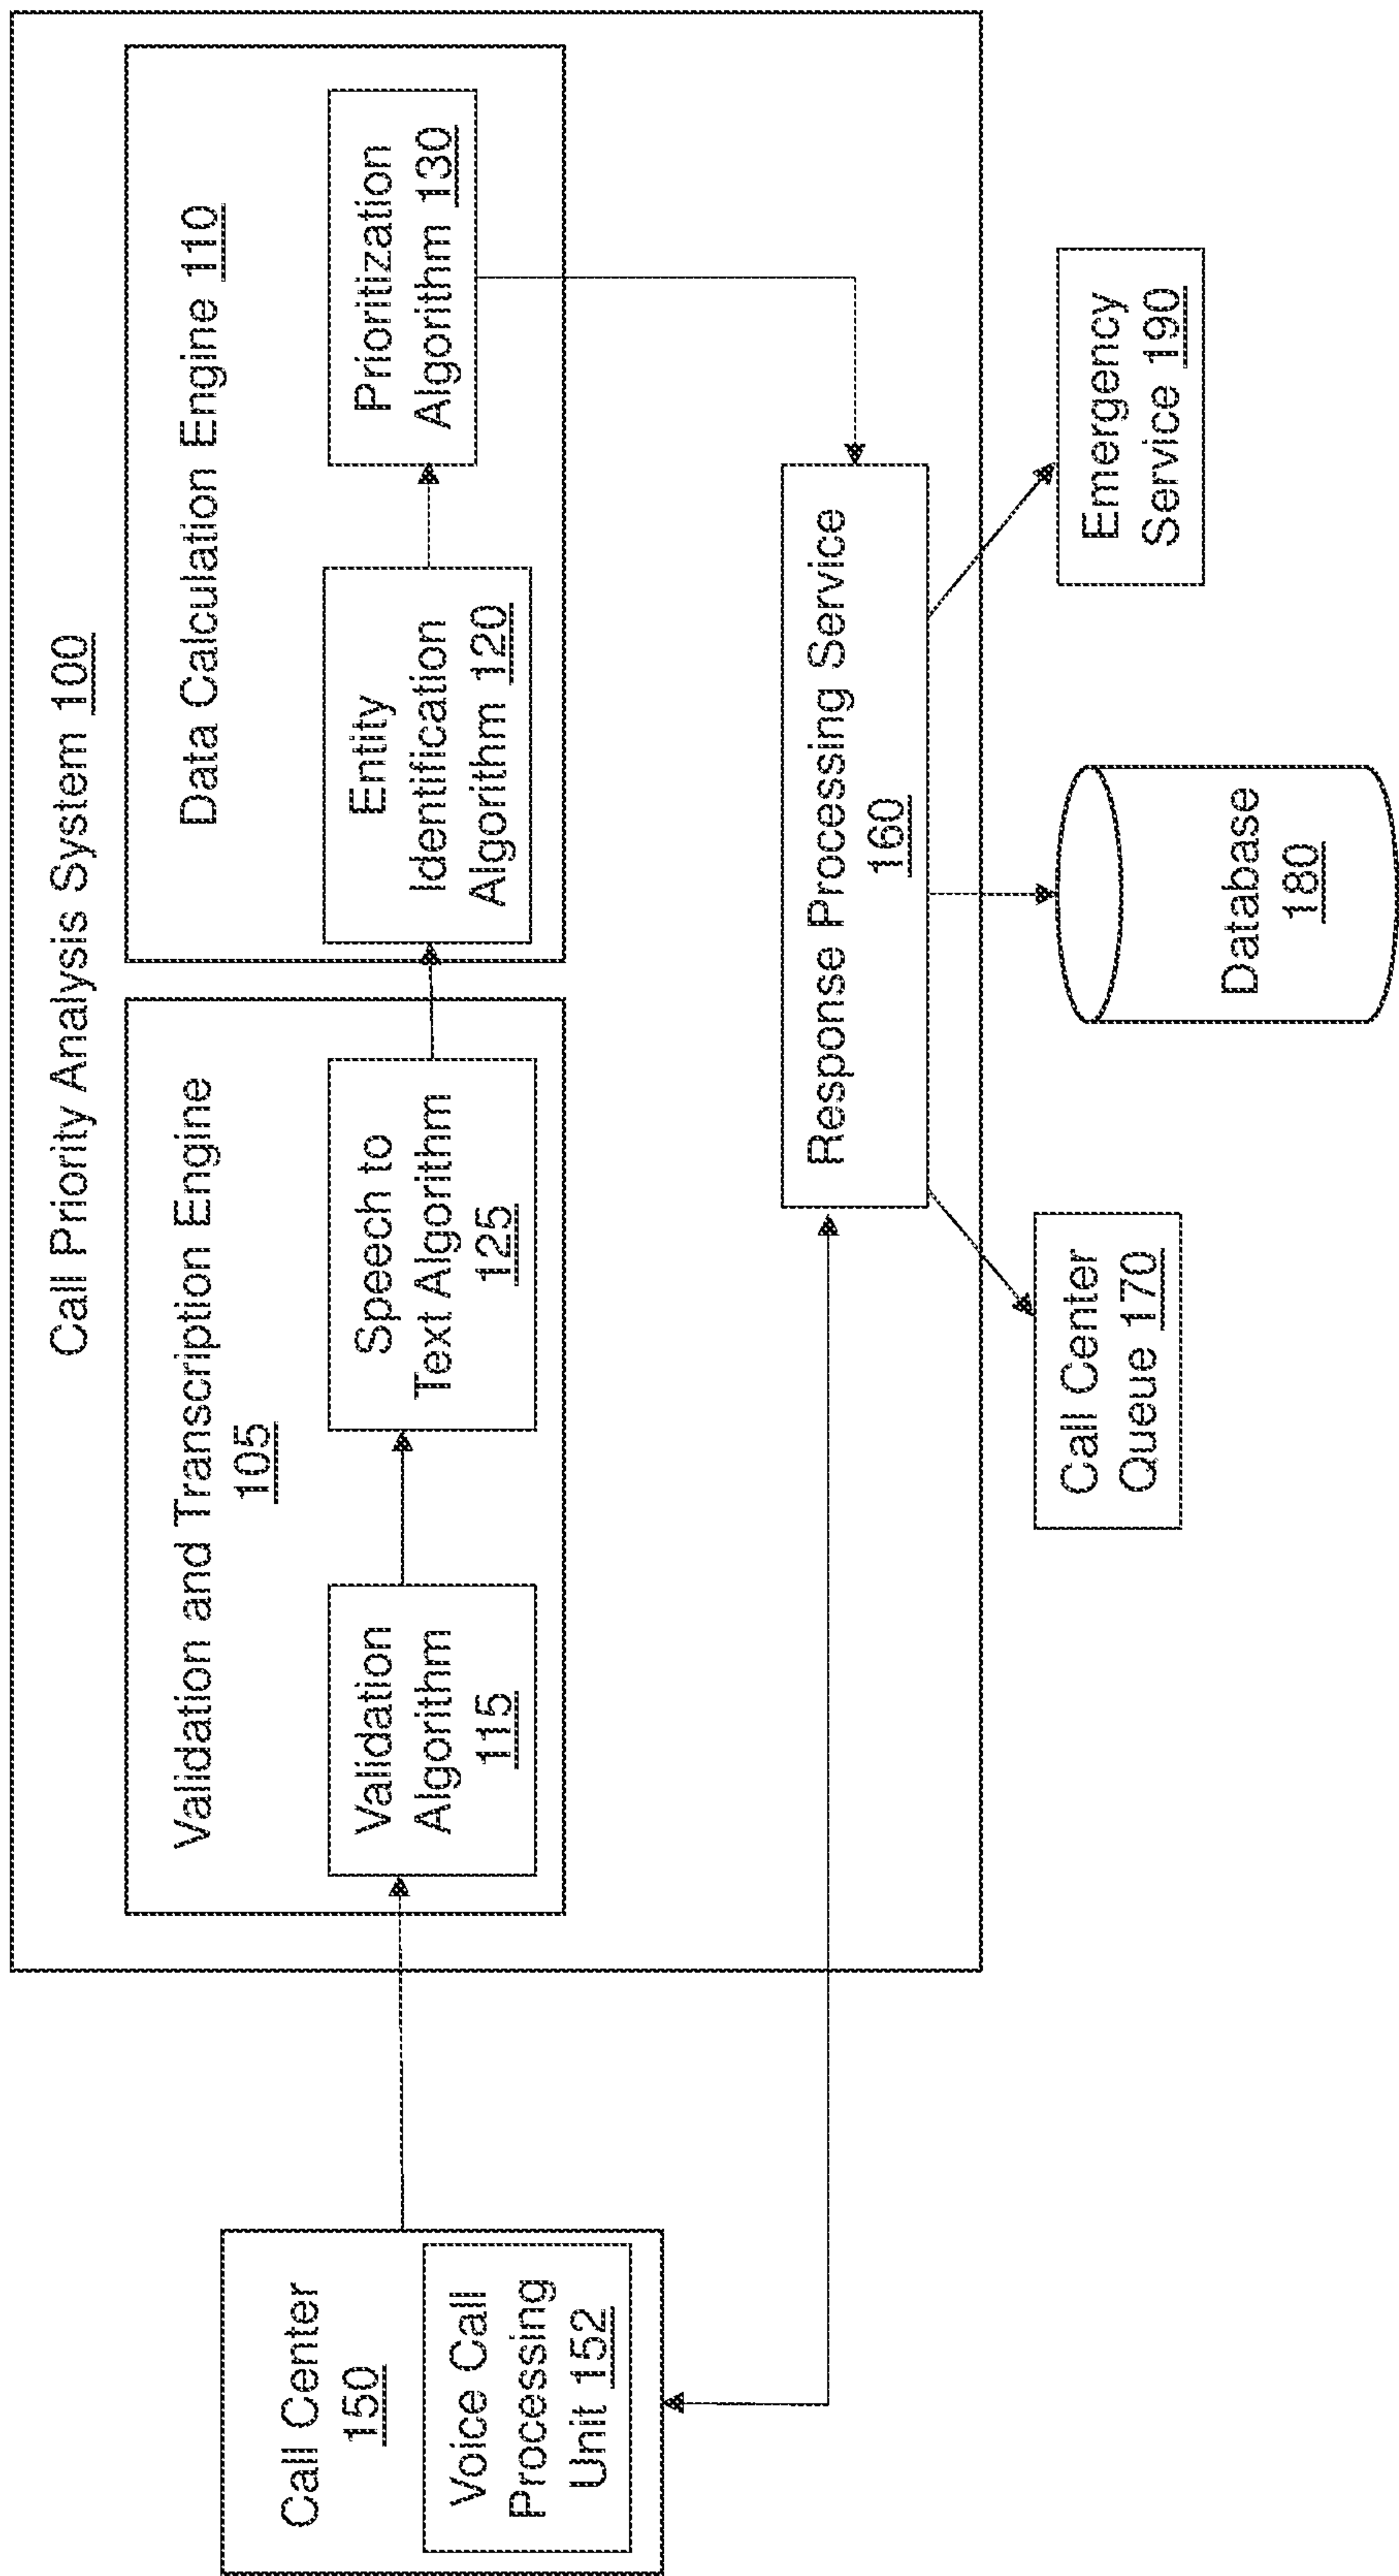 Call Priority Analysis System 100
Call Center
150
Voice Call
Processing
Unit 152
Validation and Transcription Engine
105
Validation
Algorithm
115
Speech to
Text Algorithm
125
Data Calculation Engine 110
Entity
Identification
Algorithm 120
Prioritization
Algorithm 130
Response Processing Service
160
Call Center
Queue 170
Database
180
Emergency
Service 190